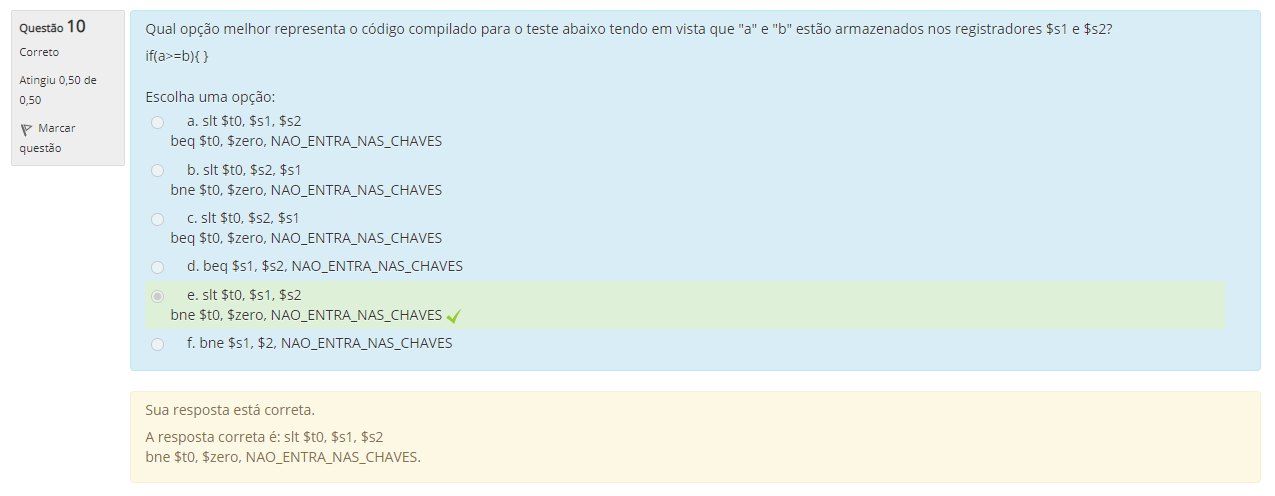 Questão 10
Correto
Atingiu 0,50 de
0,50
Marcar
questão
Qual opção melhor representa o código compilado para o teste abaixo tendo em vista que "a" e "b" estão armazenados nos registradores $s1 e $s2?
if(a>=b){ }
Escolha uma opção:
a. slt $t0, $s1, $s2
beq $t0, $zero, NAO_ENTRA_NAS_CHAVES
b. slt $t0, $s2, $s1
bne $t0, $zero, NAO_ENTRA_NAS_CHAVES
c. slt $t0, $s2, $s1
beq $t0, $zero, NAO_ENTRA_NAS_CHAVES
d. beq $s1, $s2, NAO_ENTRA_NAS_CHAVES
e. slt $t0, $s1, $s2
bne $t0, $zero, NAO_ENTRA_NAS_CHAVES
f. bne $s1, $2, NAO_ENTRA_NAS_CHAVES
Sua resposta está correta.
A resposta correta é: slt $t0, $s1, $s2
bne $t0, $zero, NAO_ENTRA_NAS_CHAVES.